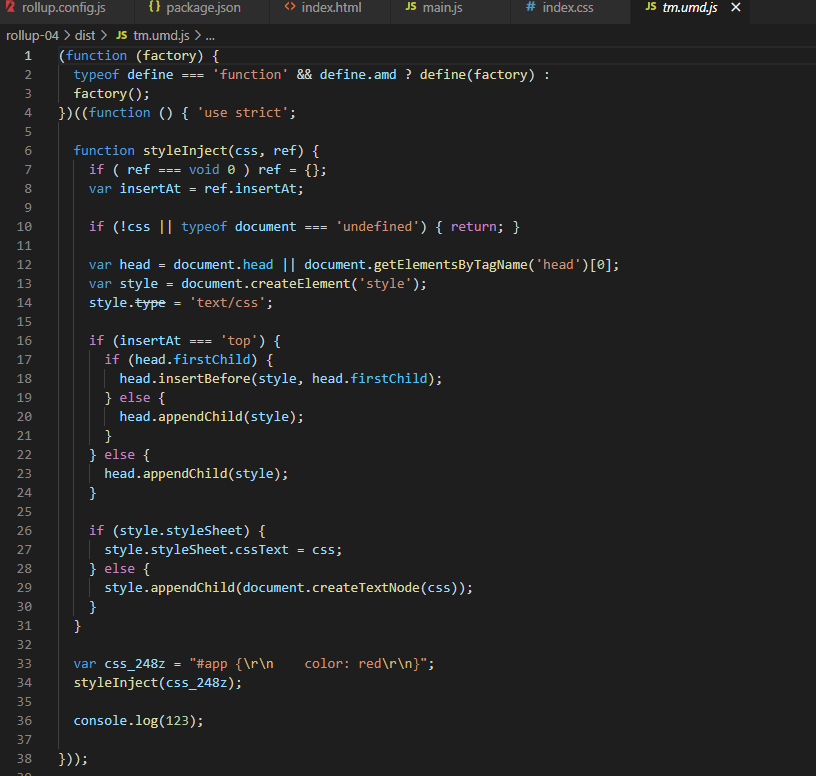 rollup.config.js {} package.json <> index.html JS main.js # index.css JS tm.umd.js ×
rollup-04 > dist > JS tm.umd.js > ...
1 (function (factory) {
2   typeof define === 'function' && define.amd ? define(factory) :
3   factory();
4 })((function () { 'use strict';
5
6   function styleInject(css, ref) {
7     if ( ref === void 0 ) ref = {};
8     var insertAt = ref.insertAt;
9
10     if (!css || typeof document === 'undefined') { return; }
11
12     var head = document.head || document.getElementsByTagName('head')[0];
13     var style = document.createElement('style');
14     style.type = 'text/css';
15
16     if (insertAt === 'top') {
17       if (head.firstChild) {
18         head.insertBefore(style, head.firstChild);
19       } else {
20         head.appendChild(style);
21       }
22     } else {
23       head.appendChild(style);
24     }
25
26     if (style.styleSheet) {
27       style.styleSheet.cssText = css;
28     } else {
29       style.appendChild(document.createTextNode(css));
30     }
31   }
32
33   var css_248z = "#app {\r\n    color: red\r\n}";
34   styleInject(css_248z);
35
36   console.log(123);
37
38 }));
39